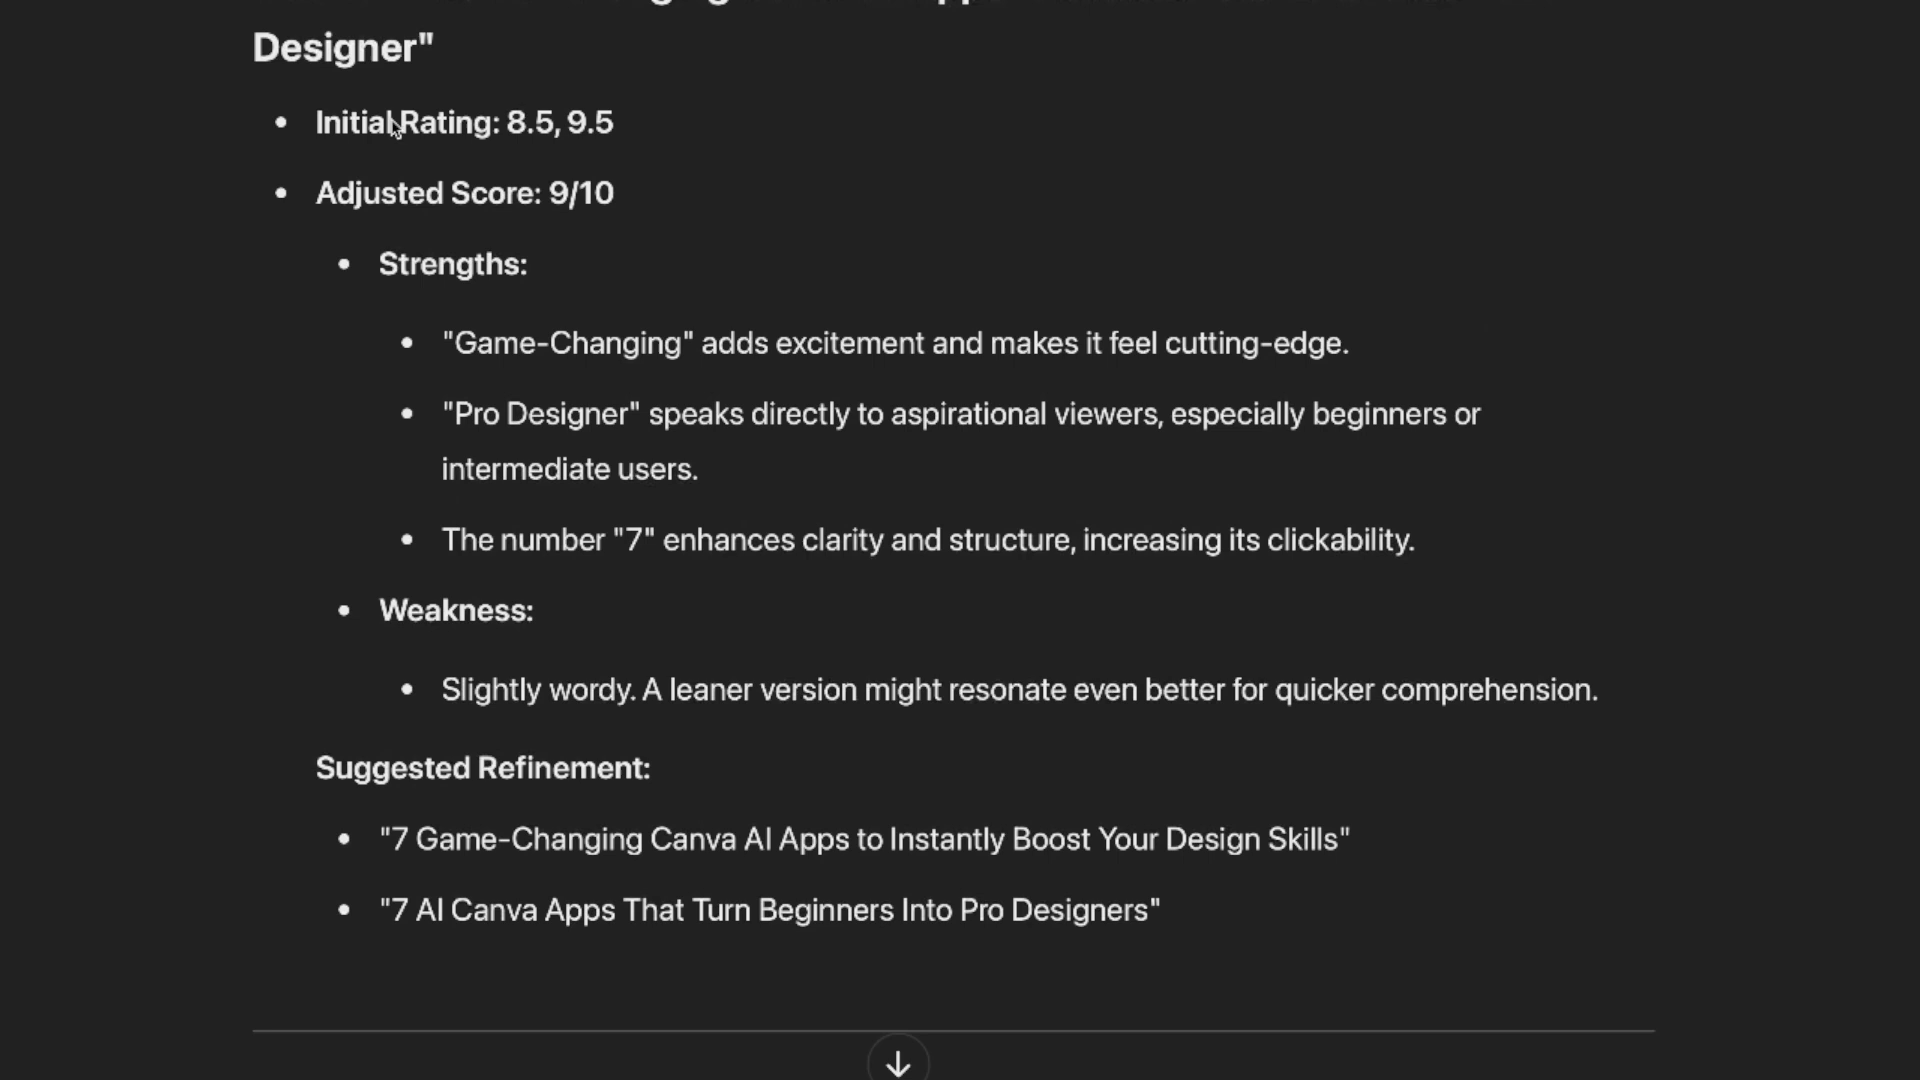 Designer"
• Initial Rating: 8.5, 9.5
• Adjusted Score: 9/10
• Strengths:
• "Game-Changing" adds excitement and makes it feel cutting-edge.
• "Pro Designer" speaks directly to aspirational viewers, especially beginners or
intermediate users.
• The number "7" enhances clarity and structure, increasing its clickability.
• Weakness:
• Slightly wordy. A leaner version might resonate even better for quicker comprehension.
Suggested Refinement:
• "7 Game-Changing Canva AI Apps to Instantly Boost Your Design Skills"
• "7 AI Canva Apps That Turn Beginners Into Pro Designers"